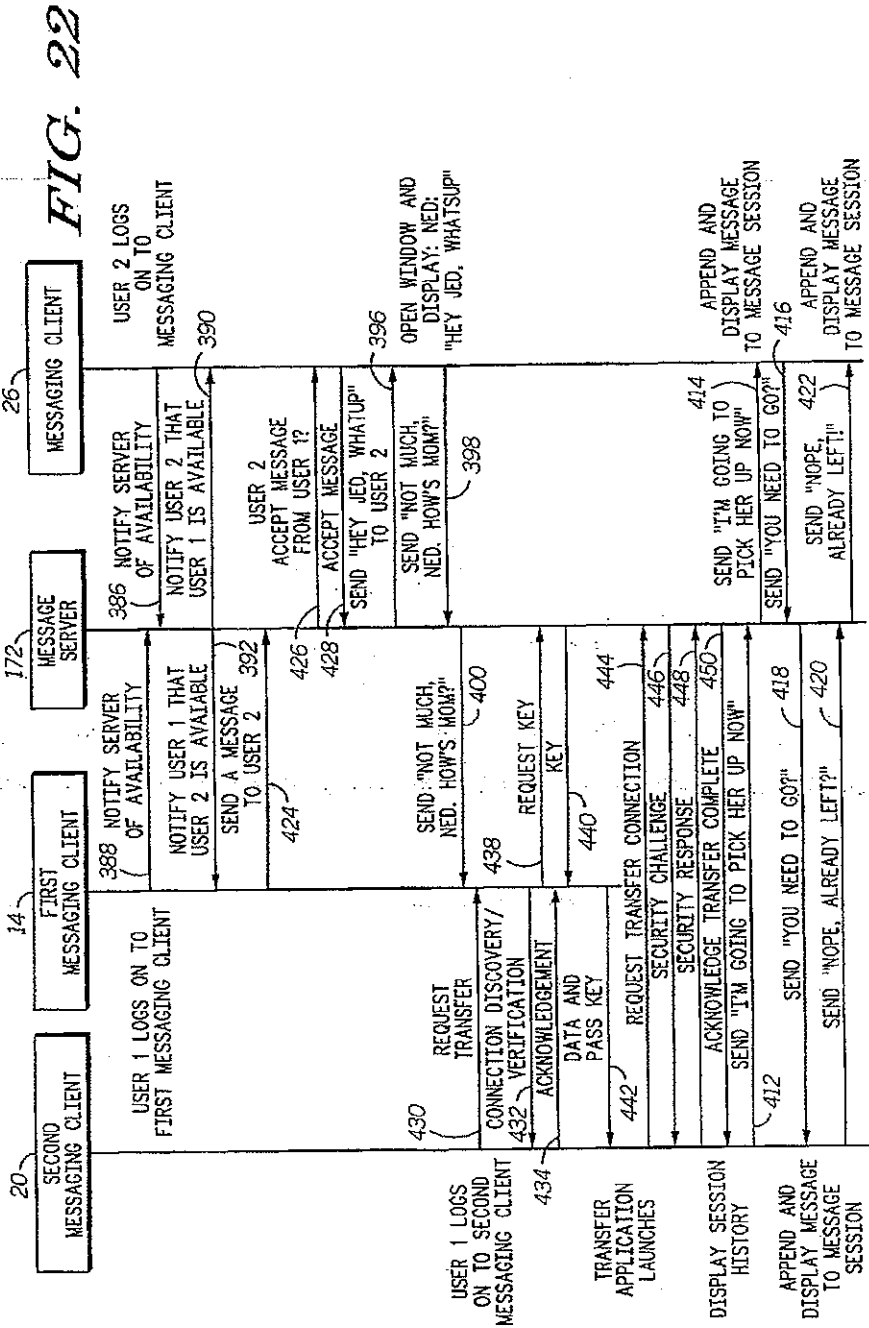 FIG. 22
20
SECOND
MESSAGING CLIENT
14
FIRST
MESSAGING CLIENT
172
MESSAGE
SERVER
26
MESSAGING CLIENT
USER 1 LOGS ON TO
FIRST MESSAGING CLIENT
USER 2 LOGS
ON TO
MESSAGING CLIENT
388 NOTIFY SERVER
OF AVAILABILITY
386 NOTIFY SERVER
OF AVAILABILITY
NOTIFY USER 2 THAT
USER 1 IS AVAILABLE
390
NOTIFY USER 1 THAT
USER 2 IS AVAIABLE
392
SEND A MESSAGE
TO USER 2
424
USER 2
ACCEPT MESSAGE
FROM USER 1?
426
ACCEPT MESSAGE
428
SEND "HEY JED, WHATUP"
TO USER 2
396
OPEN WINDOW AND
DISPLAY: NED:
"HEY JED, WHATSUP"
SEND "NOT MUCH,
NED. HOW'S MOM?"
398
SEND "NOT MUCH,
NED. HOW'S MOM?"
400
USER 1 LOGS
ON TO SECOND
MESSAGING CLIENT
430
REQUEST
TRANSFER
CONNECTION DISCOVERY/
VERIFICATION
432
ACKNOWLEDGEMENT
434
438
REQUEST KEY
KEY
440
DATA AND
PASS KEY
442
TRANSFER
APPLICATION
LAUNCHES
REQUEST TRANSFER CONNECTION
444
SECURITY CHALLENGE
446
SECURITY RESPONSE
448
ACKNOWLEDGE TRANSFER COMPLETE
450
DISPLAY SESSION
HISTORY
SEND "I'M GOING TO PICK HER UP NOW"
412
SEND "I'M GOING TO
PICK HER UP NOW"
414
APPEND AND
DISPLAY MESSAGE
TO MESSAGE SESSION
SEND "YOU NEED TO GO?"
416
SEND "YOU NEED TO GO?"
418
APPEND AND
DISPLAY MESSAGE
TO MESSAGE
SESSION
SEND "NOPE, ALREADY LEFT?"
420
SEND "NOPE,
ALREADY LEFT!"
422
APPEND AND
DISPLAY MESSAGE
TO MESSAGE SESSION